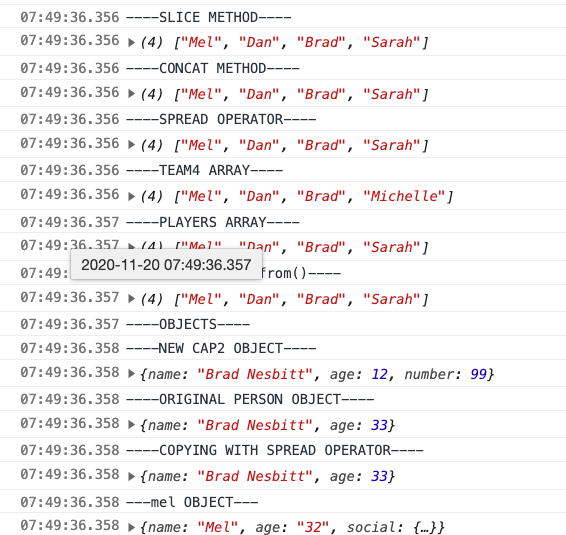 07:49:36.356 ----SLICE METHOD----
07:49:36.356 ▶(4) ["Mel", "Dan", "Brad", "Sarah"]
07:49:36.356 ----CONCAT METHOD----
07:49:36.356 ▶(4) ["Mel", "Dan", "Brad", "Sarah"]
07:49:36.356 ----SPREAD OPERATOR----
07:49:36.356 ▶(4) ["Mel", "Dan", "Brad", "Sarah"]
07:49:36.356 ----TEAM4 ARRAY----
07:49:36.356 ▶(4) ["Mel", "Dan", "Brad", "Michelle"]
07:49:36.357 ----PLAYERS ARRAY----
07:49:36.357 ▶(4) ["Mel", "Dan", "Brad", "Sarah"]
2020-11-20 07:49:36.357
07:49: from()----
07:49:36.357 ▶(4) ["Mel", "Dan", "Brad", "Sarah"]
07:49:36.357 ----OBJECTS----
07:49:36.358 ----NEW CAP2 OBJECT----
07:49:36.358 ▶{name: "Brad Nesbitt", age: 12, number: 99}
07:49:36.358 ----ORIGINAL PERSON OBJECT----
07:49:36.358 ▶{name: "Brad Nesbitt", age: 33}
07:49:36.358 ----COPYING WITH SPREAD OPERATOR----
07:49:36.358 ▶{name: "Brad Nesbitt", age: 33}
07:49:36.358 ---mel OBJECT---
07:49:36.358 ▶{name: "Mel", age: "32", social: {…}}